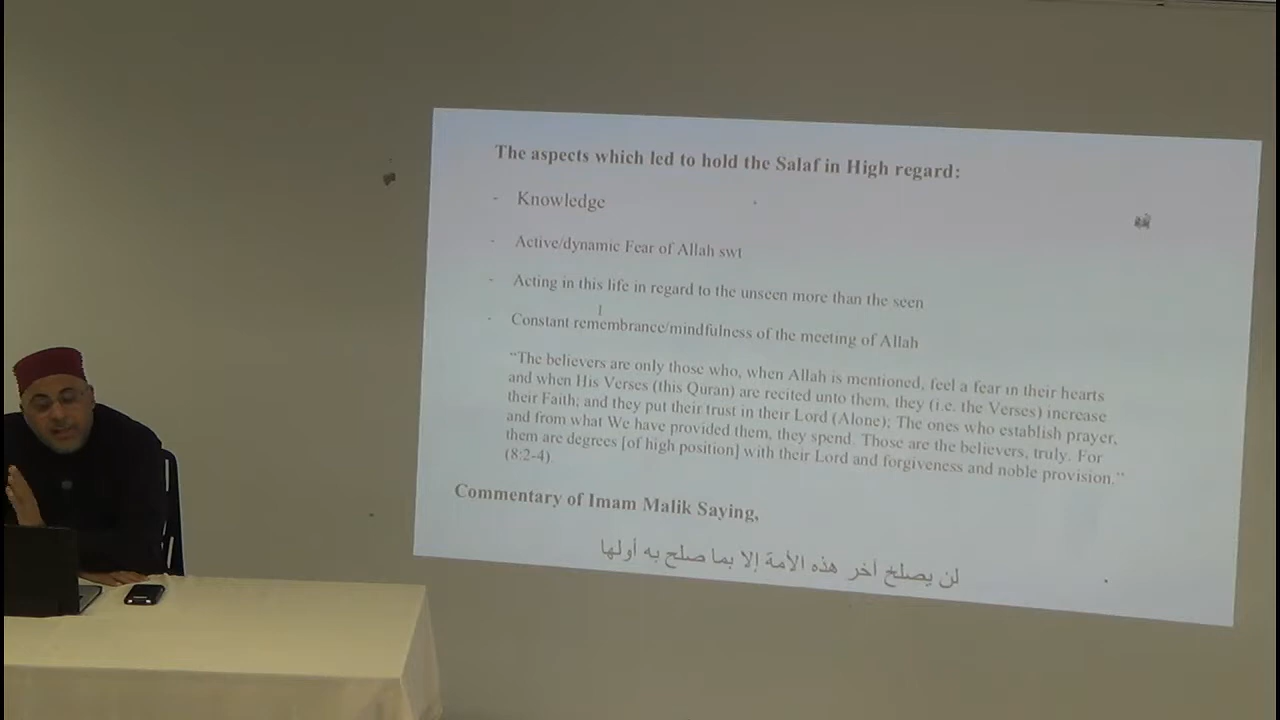 The aspects which led to hold the Salaf in High regard:
- Knowledge
- Active/dynamic Fear of Allah swt
- Acting in this life in regard to the unseen more than the seen
- Constant remembrance/mindfulness of the meeting of Allah
“The believers are only those who, when Allah is mentioned, feel a fear in their hearts
and when His Verses (this Quran) are recited unto them, they (i.e. the Verses) increase
their Faith; and they put their trust in their Lord (Alone); The ones who establish prayer,
and from what We have provided them, they spend. Those are the believers, truly. For
them are degrees [of high position] with their Lord and forgiveness and noble provision.”
(8:2-4)
Commentary of Imam Malik Saying,
لن يصلح آخر هذه الأمة إلا بما صلح به أولها